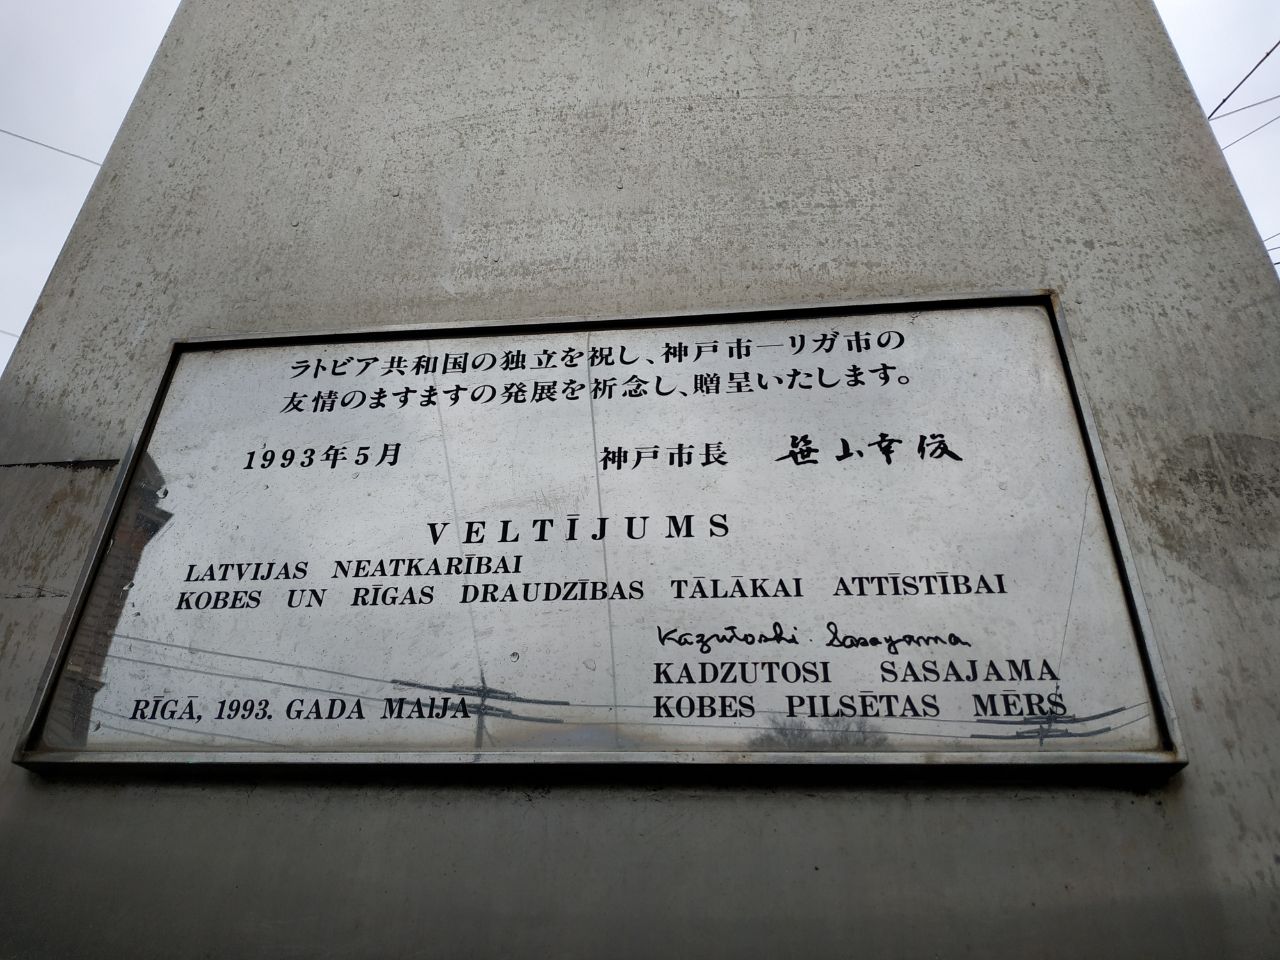 ラトビア共和国の独立を祝し、神戸市―リガ市の
友情のますますの発展を祈念し、贈呈いたします。
1993年5月 神戸市長 笹山幸俊
VELTĪJUMS
LATVIJAS NEATKARĪBAI
KOBES UN RĪGAS DRAUDZĪBAS TĀLĀKAI ATTĪSTĪBAI
Kazutoshi Sasayama
KADZUTOSI SASAJAMA
RĪGĀ, 1993. GADA MAIJĀ KOBES PILSĒTAS MĒRS